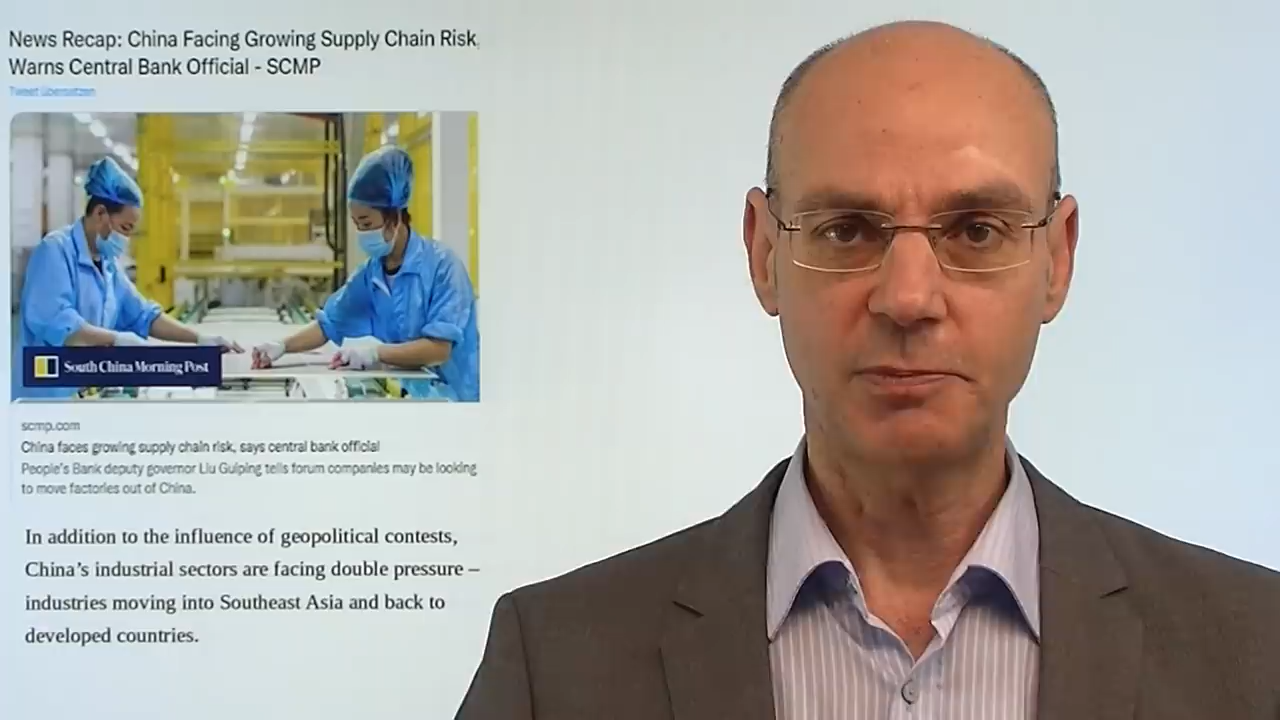 News Recap: China Facing Growing Supply Chain Risk,
Warns Central Bank Official - SCMP
Tweet übersetzen
South China Morning Post
scmp.com
China faces growing supply chain risk, says central bank official
People's Bank deputy governor Liu Guiping tells forum companies may be looking
to move factories out of China.
In addition to the influence of geopolitical contests,
China's industrial sectors are facing double pressure –
industries moving into Southeast Asia and back to
developed countries.